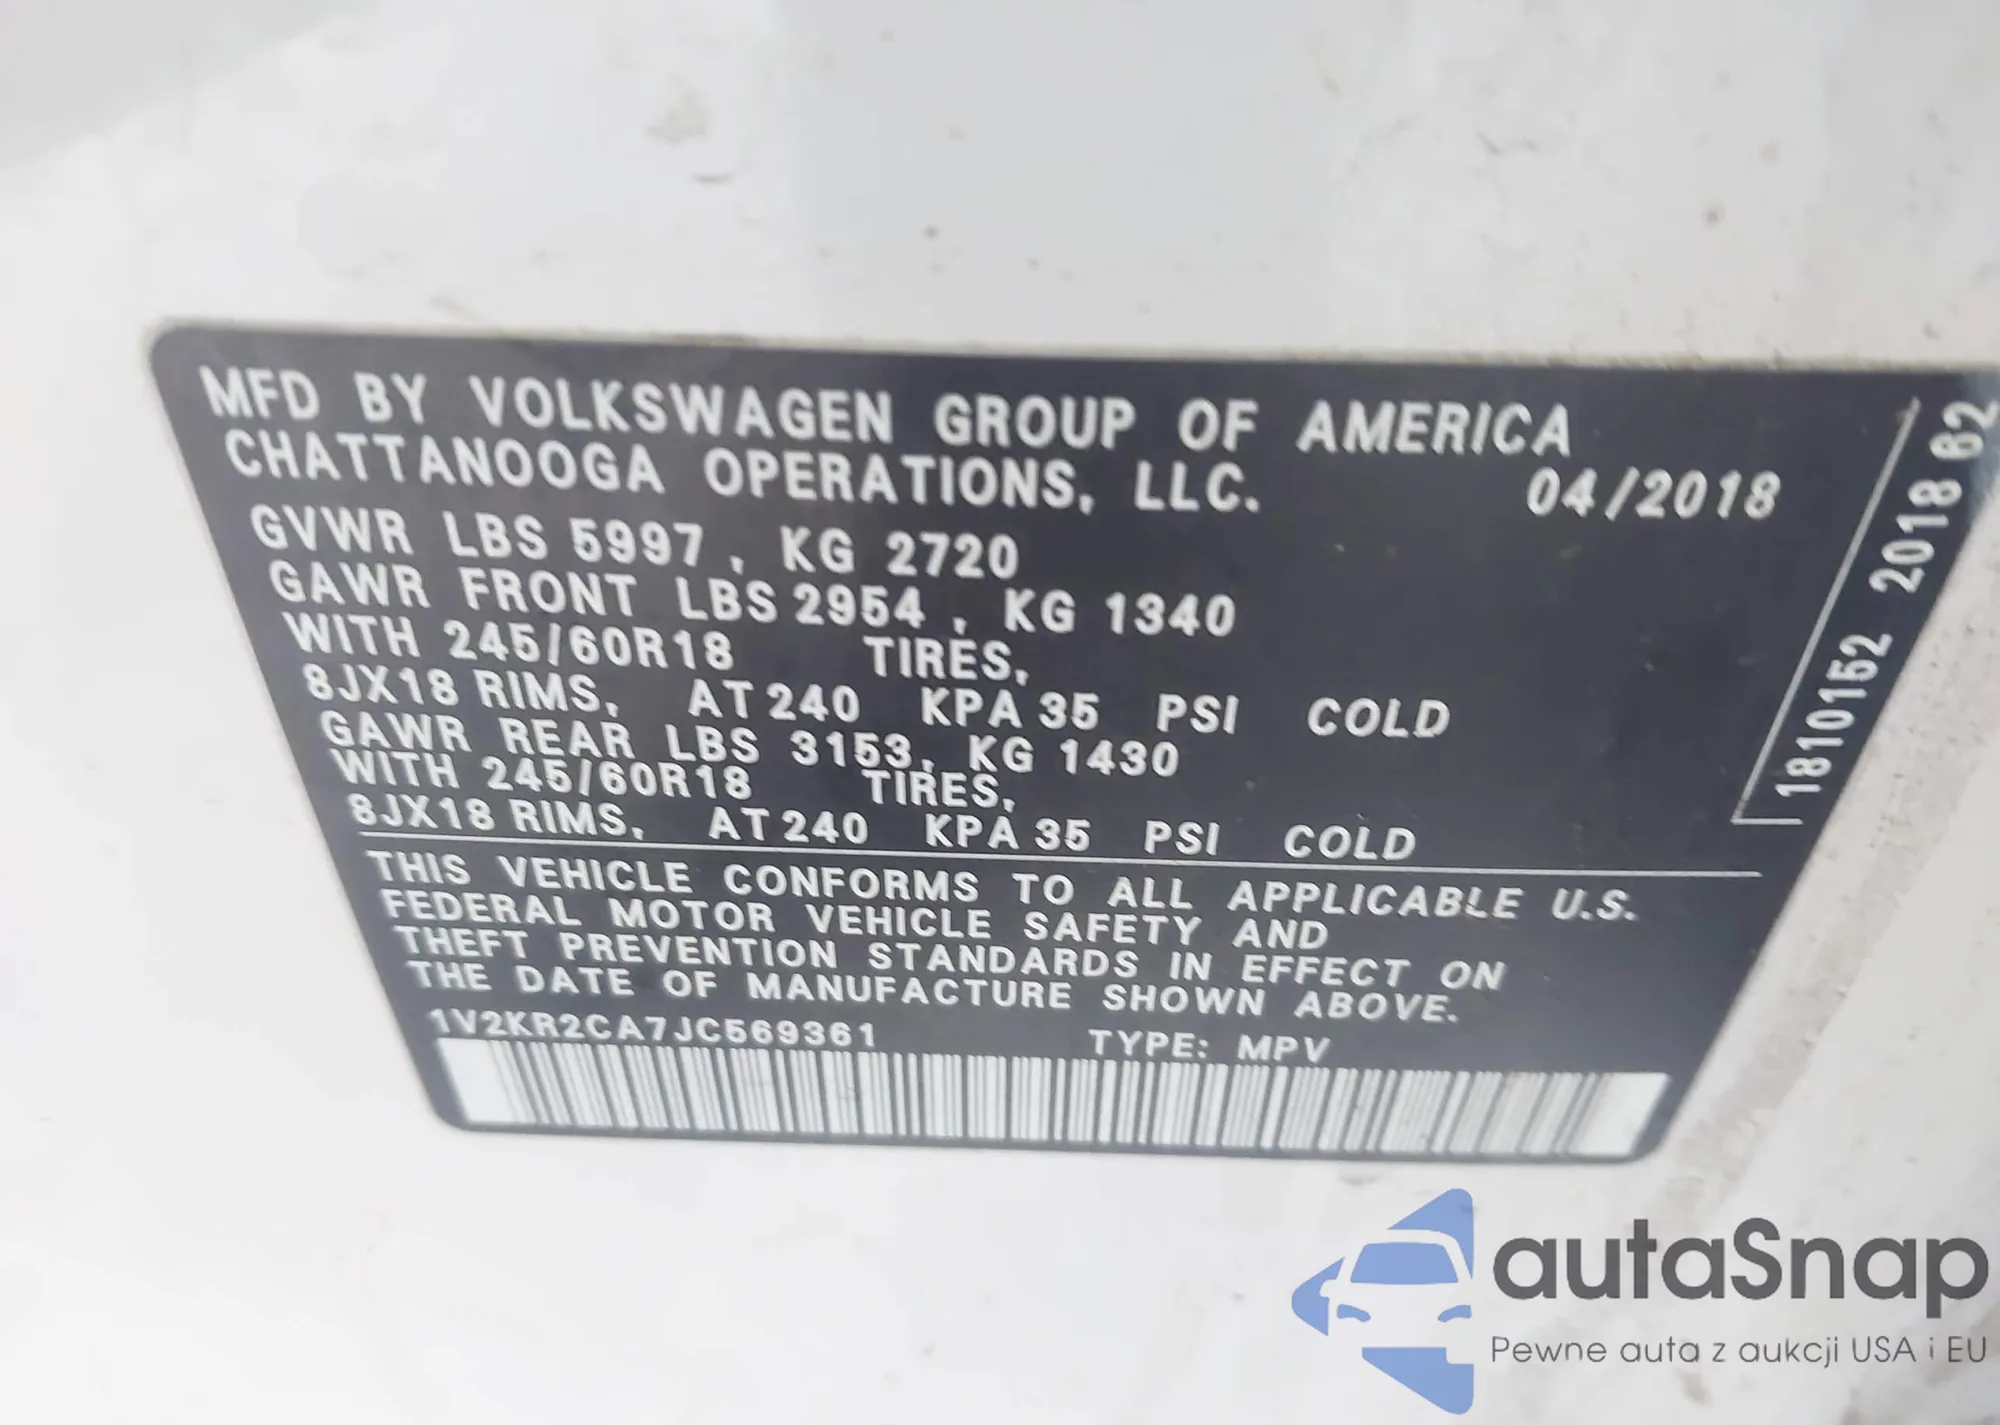 MFD BY VOLKSWAGEN GROUP OF AMERICA
CHATTANOOGA OPERATIONS, LLC. 04/2018
GVWR LBS 5997, KG 2720
GAWR FRONT LBS 2954, KG 1340
WITH 245/60R18 TIRES,
8JX18 RIMS, AT 240 KPA 35 PSI COLD
GAWR REAR LBS 3153, KG 1430
WITH 245/60R18 TIRES,
8JX18 RIMS, AT 240 KPA 35 PSI COLD
THIS VEHICLE CONFORMS TO ALL APPLICABLE U.S.
FEDERAL MOTOR VEHICLE SAFETY AND
THEFT PREVENTION STANDARDS IN EFFECT ON
THE DATE OF MANUFACTURE SHOWN ABOVE.
1V2KR2CA7JC569361 TYPE: MPV
1810152 2018 82
autaSnap
Pewne auta z aukcji USA i EU